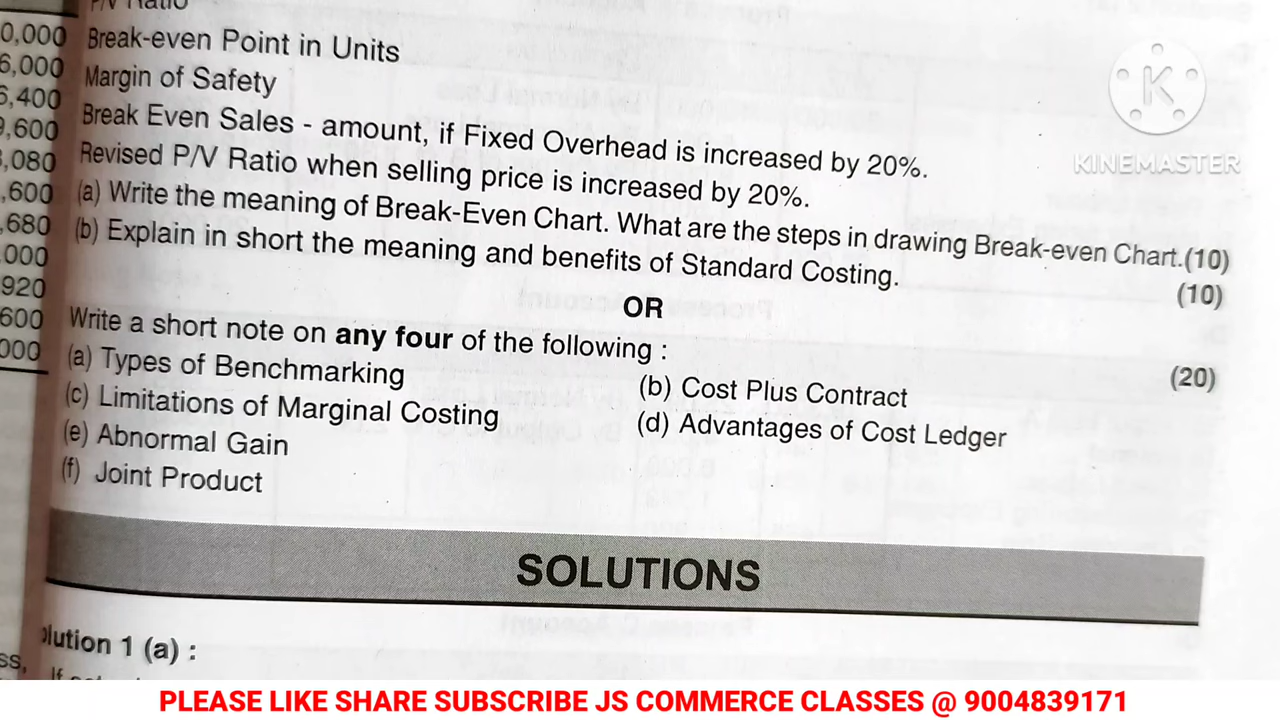 P/V Ratio
0,000 Break-even Point in Units
6,000 Margin of Safety
6,400 Break Even Sales - amount, if Fixed Overhead is increased by 20%.
9,600 Revised P/V Ratio when selling price is increased by 20%.
,080
,600 (a) Write the meaning of Break-Even Chart. What are the steps in drawing Break-even Chart.(10)
,680 (b) Explain in short the meaning and benefits of Standard Costing. (10)
000
920 OR
600 Write a short note on any four of the following : (20)
000 (a) Types of Benchmarking (b) Cost Plus Contract
(c) Limitations of Marginal Costing (d) Advantages of Cost Ledger
(e) Abnormal Gain
(f) Joint Product
SOLUTIONS
olution 1 (a) :
ss, If
KINEMASTER
PLEASE LIKE SHARE SUBSCRIBE JS COMMERCE CLASSES @ 9004839171